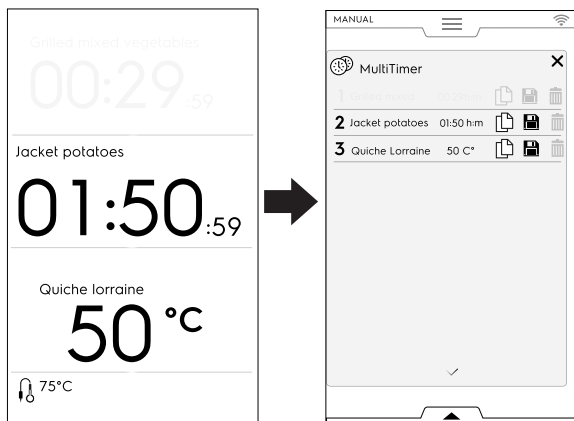 Grilled mixed vegetables
00:29:59
Jacket potatoes
01:50:59
Quiche lorraine
50 °C
75°C
MANUAL
MultiTimer
1 Grilled mixed
2 Jacket potatoes 01:50 h:m
3 Quiche Lorraine 50 C°